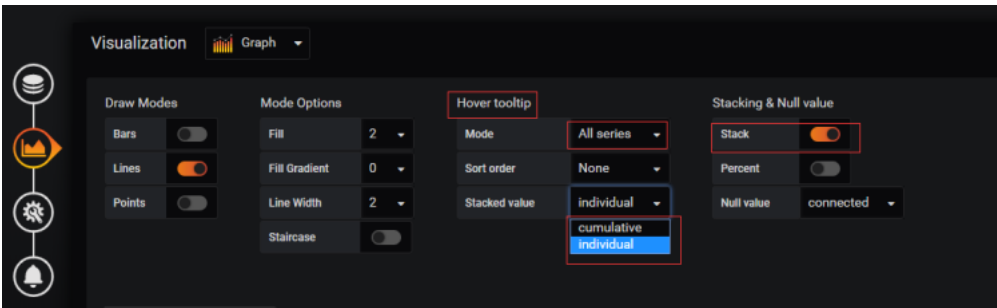 Visualization Graph
Draw Modes Mode Options Hover tooltip Stacking & Null value
Bars Fill 2 Mode All series Stack
Lines Fill Gradient 0 Sort order None Percent
Points Line Width 2 Stacked value individual Null value connected
Staircase cumulative
individual